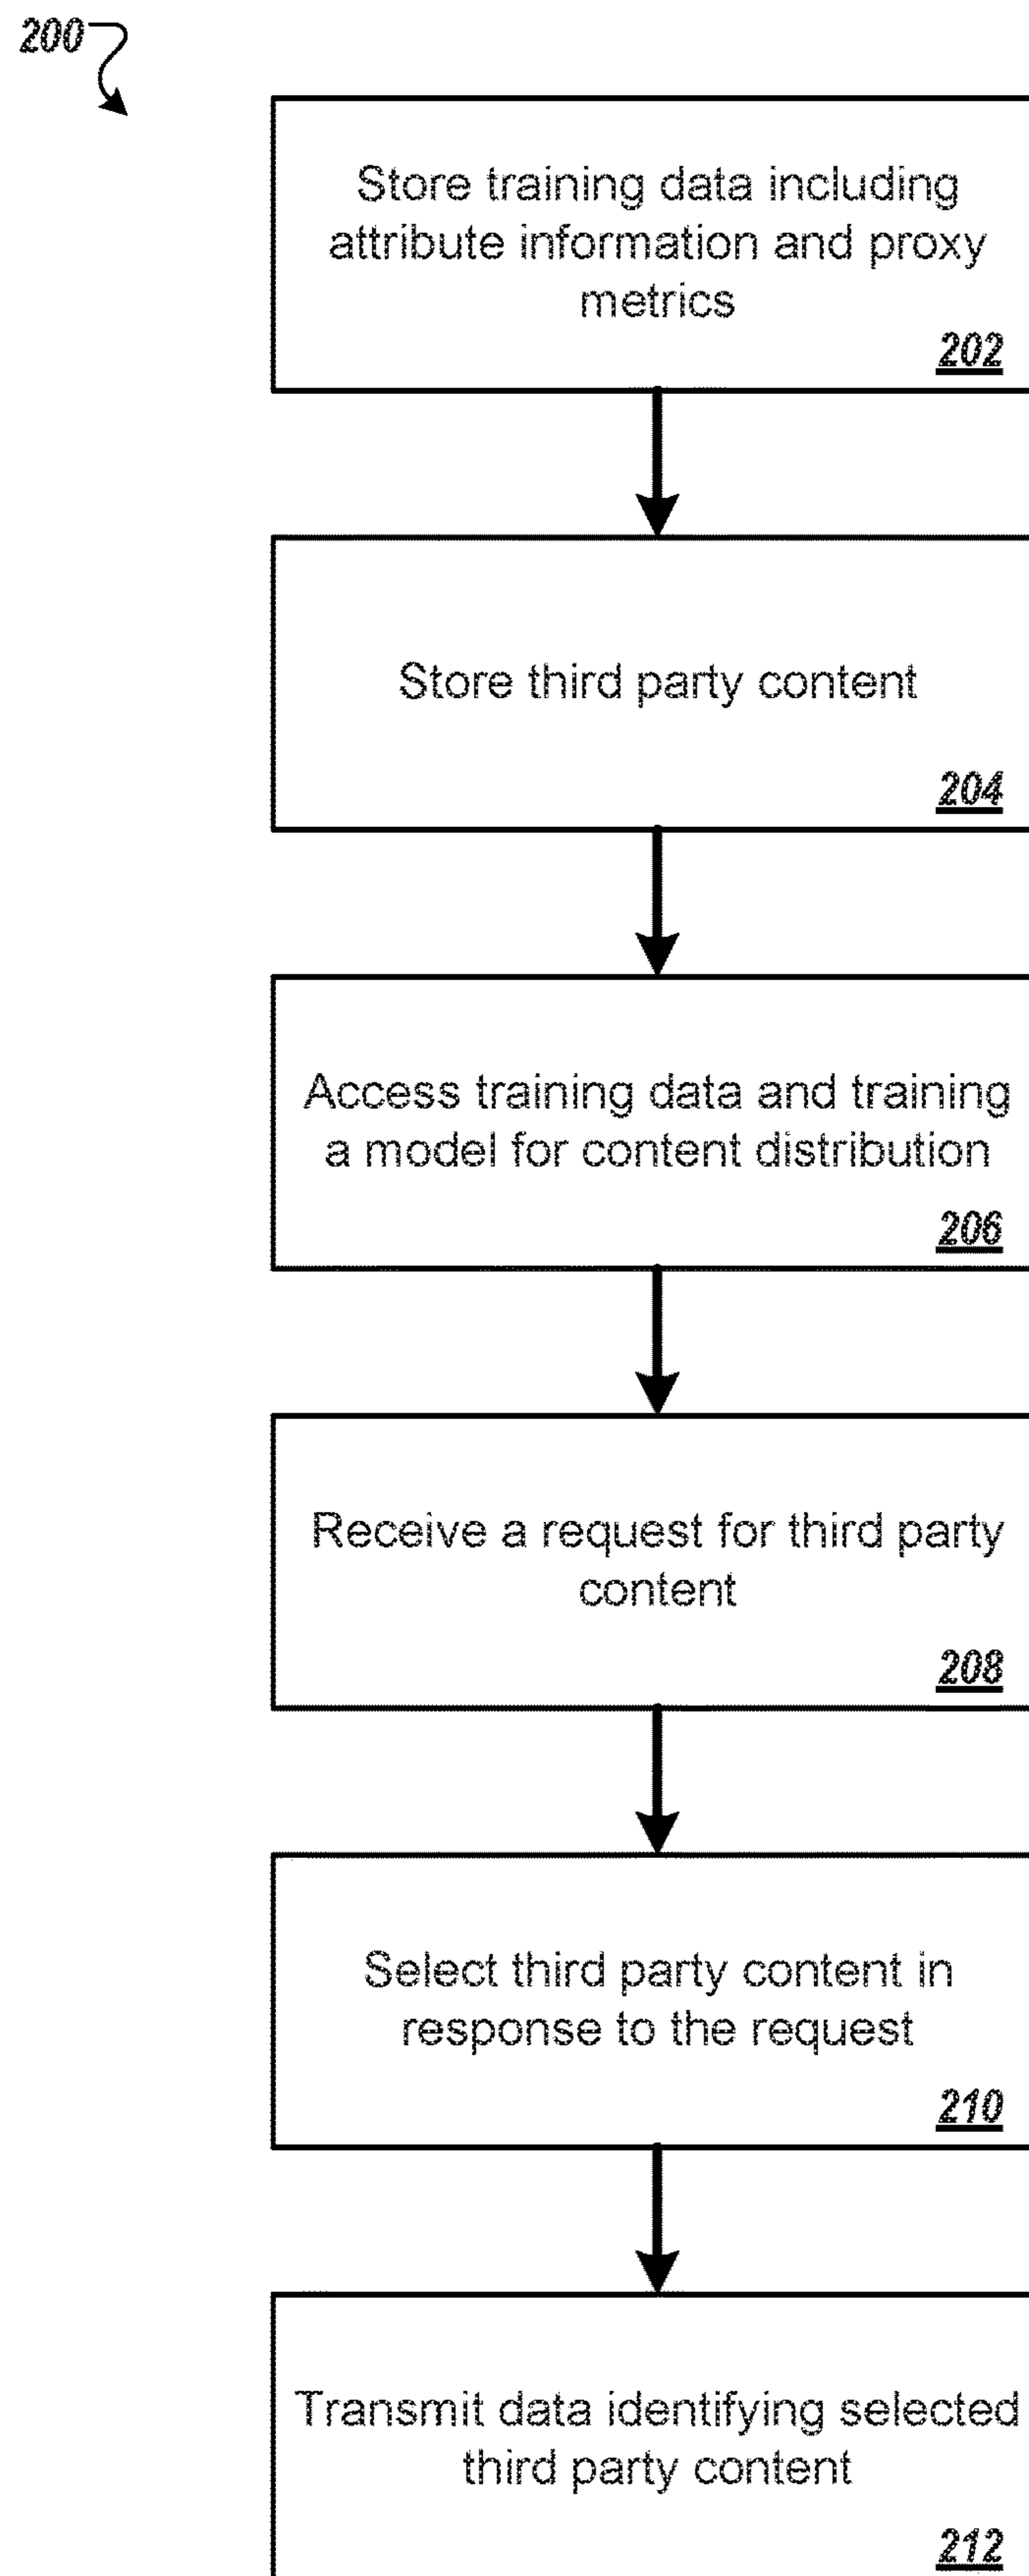 200
Store training data including
attribute information and proxy
metrics
202
Store third party content
204
Access training data and training
a model for content distribution
206
Receive a request for third party
content
208
Select third party content in
response to the request
210
Transmit data identifying selected
third party content
212